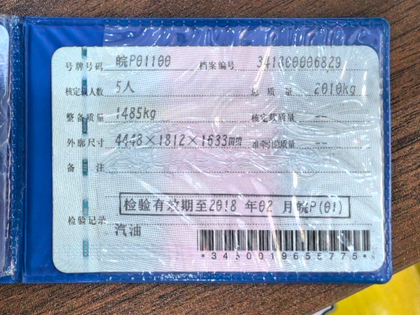 号牌号码 皖P01100 档案编号 341300006829
核定载人数 5人 总质量 2010kg
整备质量 1485kg 核定载质量 --
外廓尺寸 4448×1812×1633mm 准牵引总质量 --
备注
检验有效期至2018 年02 月皖P(01)
检验记录
汽油